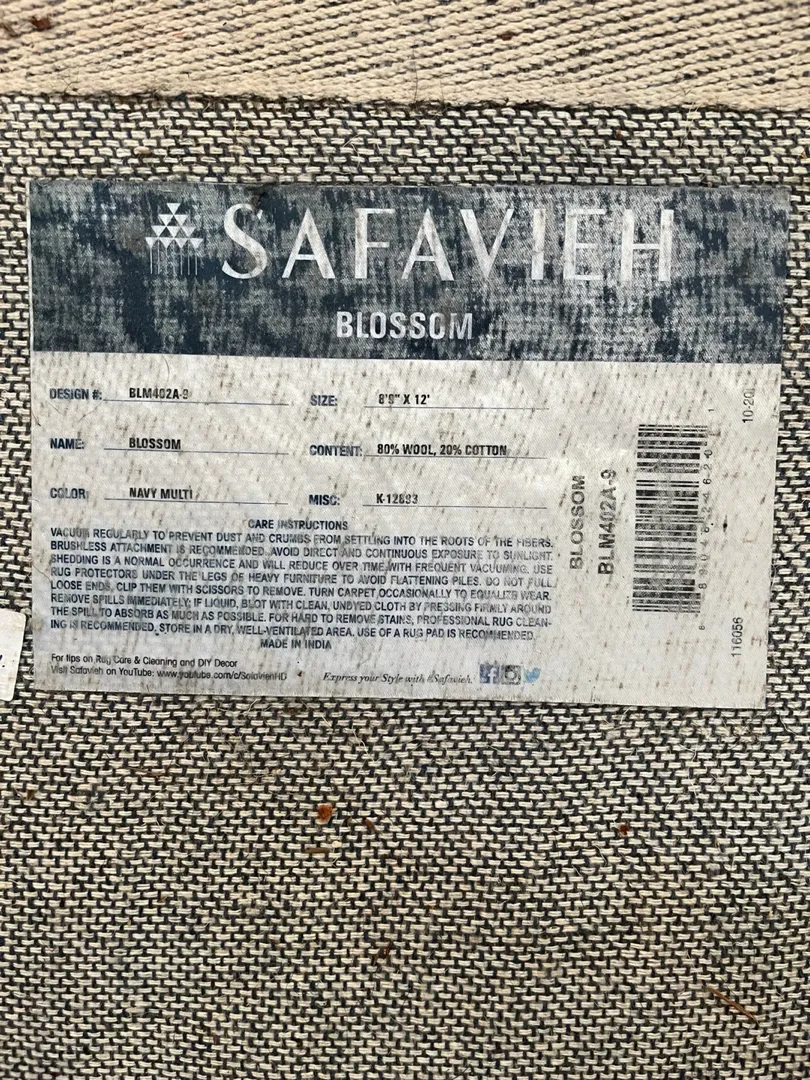 SAFAVIEH
BLOSSOM
DESIGN #: BLM402A-9
SIZE: 8'9" X 12'
NAME: BLOSSOM
CONTENT: 80% WOOL, 20% COTTON
COLOR: NAVY MULTI
MISC: K-12893
CARE INSTRUCTIONS
VACUUM REGULARLY TO PREVENT DUST AND CRUMBS FROM SETTLING INTO THE ROOTS OF THE FIBERS.
BRUSHLESS ATTACHMENT IS RECOMMENDED. AVOID DIRECT AND CONTINUOUS EXPOSURE TO SUNLIGHT.
SHEDDING IS A NORMAL OCCURRENCE AND WILL REDUCE OVER TIME WITH FREQUENT VACUUMING. USE
RUG PROTECTORS UNDER THE LEGS OF HEAVY FURNITURE TO AVOID FLATTENING PILES. DO NOT PULL
LOOSE ENDS, CLIP THEM WITH SCISSORS TO REMOVE. TURN CARPET OCCASIONALLY TO EQUALIZE WEAR.
REMOVE SPILLS IMMEDIATELY; IF LIQUID, BLOT WITH CLEAN, UNDYED CLOTH BY PRESSING FIRMLY AROUND
THE SPILL TO ABSORB AS MUCH AS POSSIBLE. FOR HARD TO REMOVE STAINS, PROFESSIONAL RUG CLEAN-
ING IS RECOMMENDED. STORE IN A DRY, WELL-VENTILATED AREA. USE OF A RUG PAD IS RECOMMENDED.
MADE IN INDIA
For tips on Rug Care & Cleaning and DIY Decor
Visit Safavieh on YouTube: www.youtube.com/c/SafaviehHD
Express your Style with #Safavieh.
BLOSSOM
BLM402A-9
10-20
116056